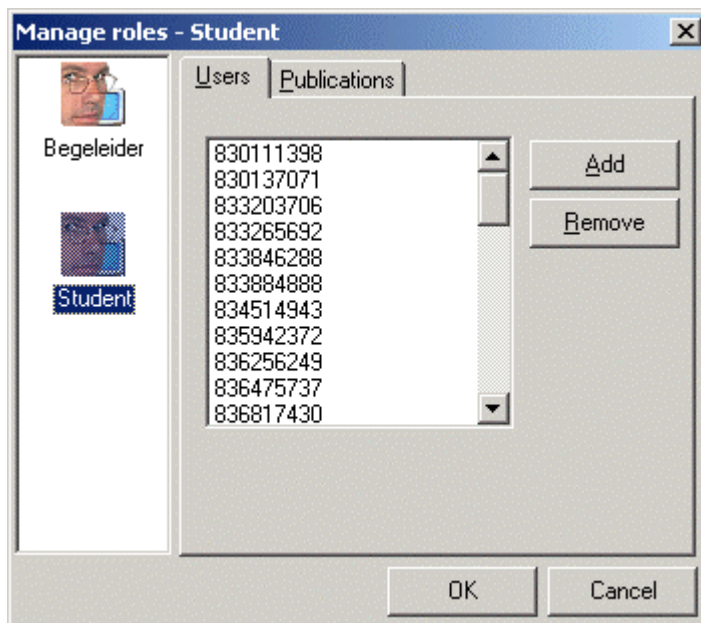 Manage roles - Student
Begeleider
Student
Users
Publications
830111398
830137071
833203706
833265692
833846288
833884888
834514943
835942372
836256249
836475737
836817430
Add
Remove
OK
Cancel